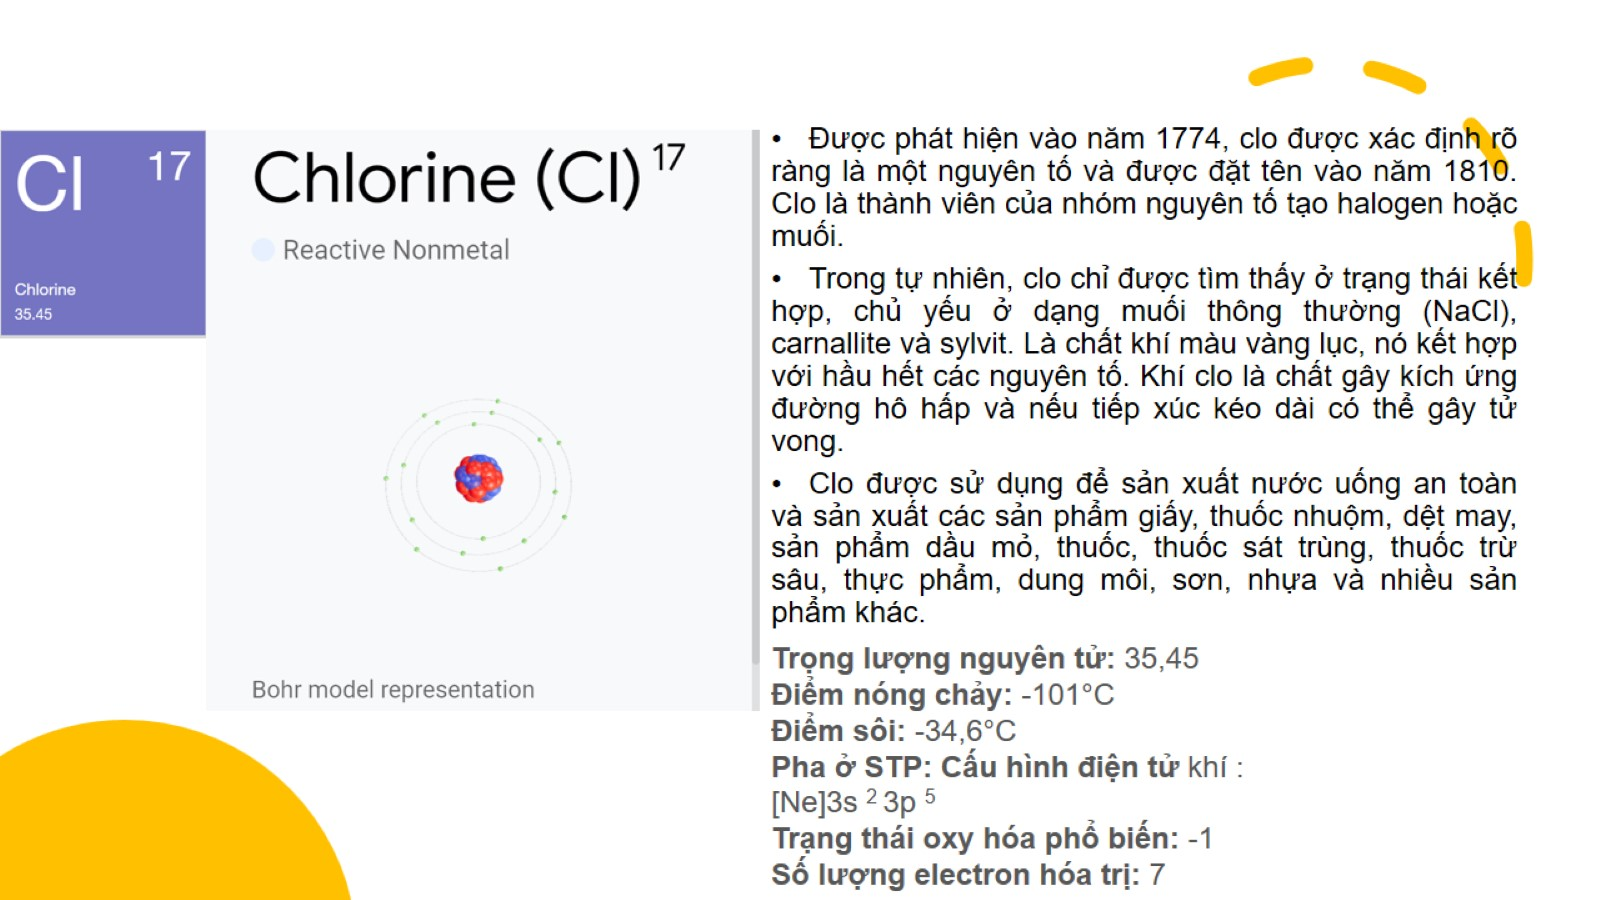 Cl 17
Chlorine
35.45
Chlorine (Cl) 17
Reactive Nonmetal
Bohr model representation
• Được phát hiện vào năm 1774, clo được xác định rõ
ràng là một nguyên tố và được đặt tên vào năm 1810.
Clo là thành viên của nhóm nguyên tố tạo halogen hoặc
muối.
• Trong tự nhiên, clo chỉ được tìm thấy ở trạng thái kết
hợp, chủ yếu ở dạng muối thông thường (NaCl),
carnallite và sylvit. Là chất khí màu vàng lục, nó kết hợp
với hầu hết các nguyên tố. Khí clo là chất gây kích ứng
đường hô hấp và nếu tiếp xúc kéo dài có thể gây tử
vong.
• Clo được sử dụng để sản xuất nước uống an toàn
và sản xuất các sản phẩm giấy, thuốc nhuộm, dệt may,
sản phẩm dầu mỏ, thuốc, thuốc sát trùng, thuốc trừ
sâu, thực phẩm, dung môi, sơn, nhựa và nhiều sản
phẩm khác.
Trọng lượng nguyên tử: 35,45
Điểm nóng chảy: -101°C
Điểm sôi: -34,6°C
Pha ở STP: Cấu hình điện tử khí :
[Ne]3s 2 3p 5
Trạng thái oxy hóa phổ biến: -1
Số lượng electron hóa trị: 7